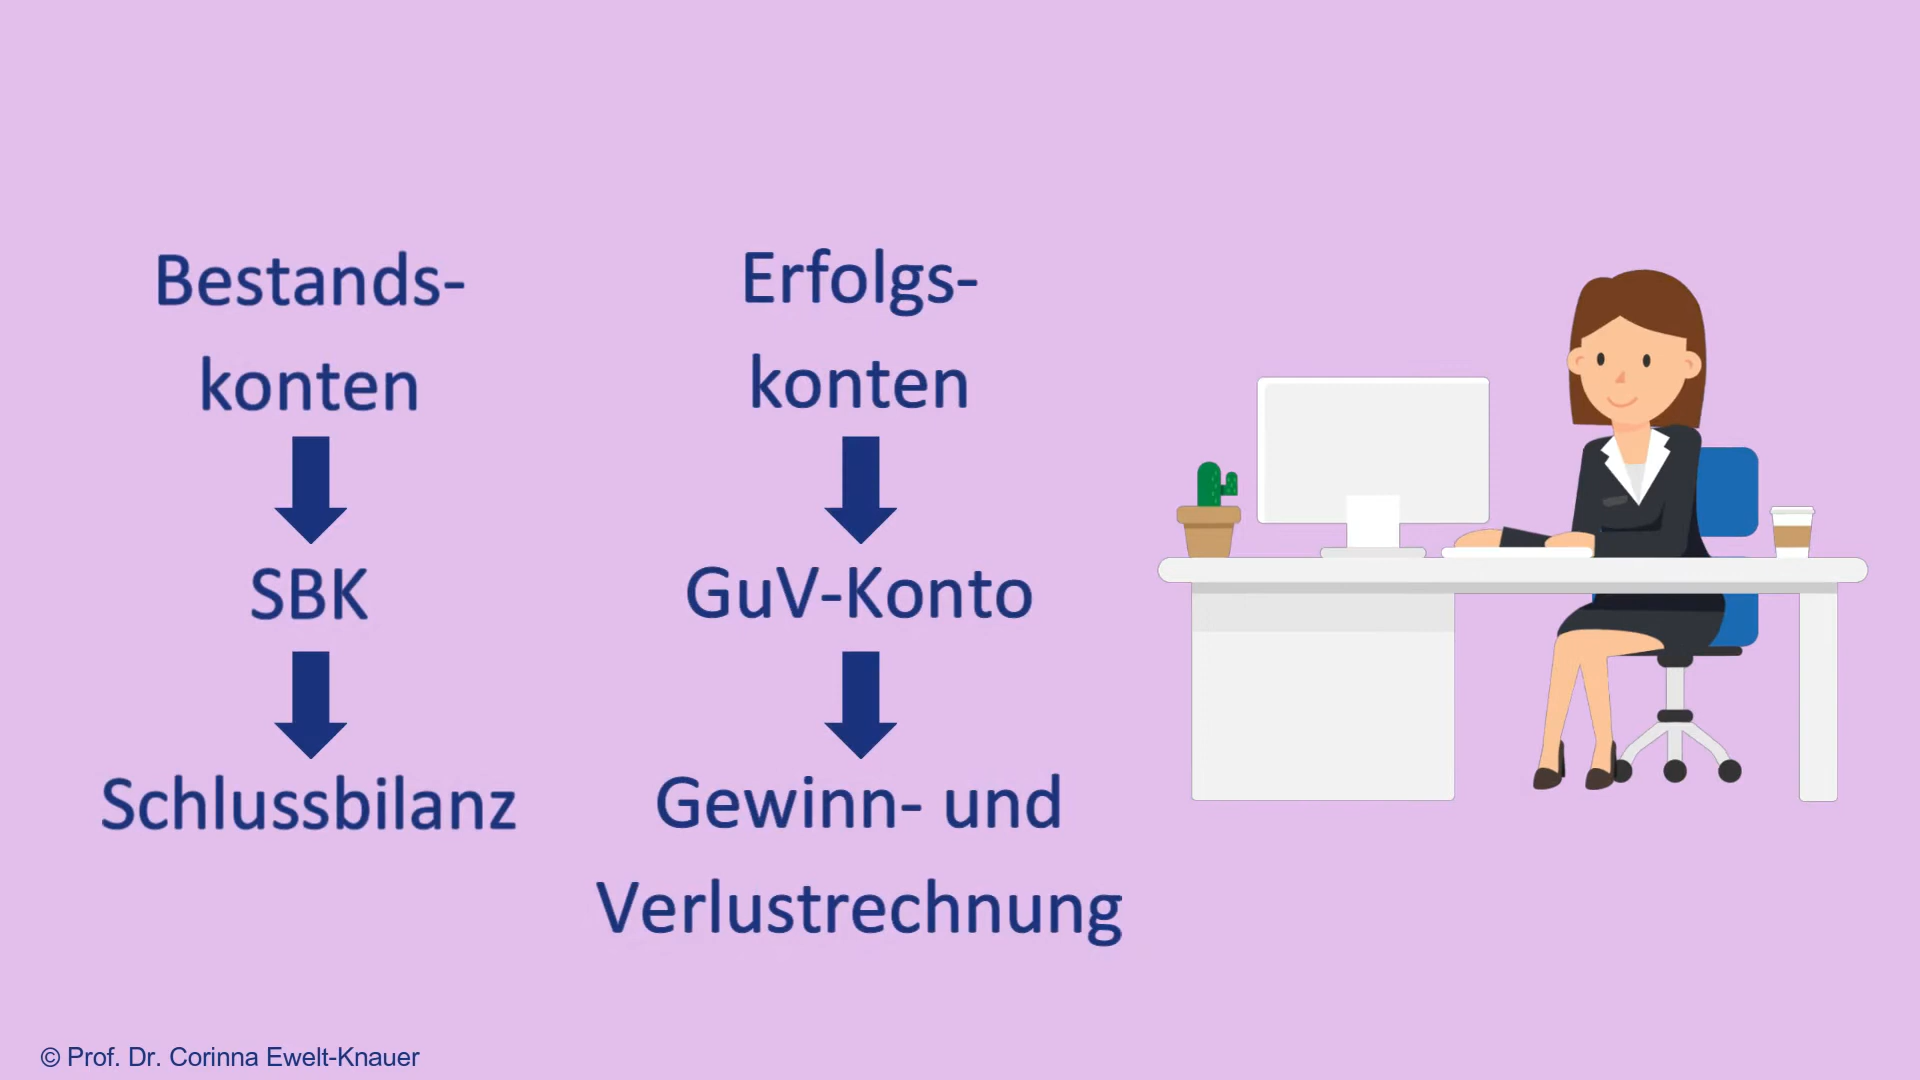 Bestands-
konten
SBK
Schlussbilanz
Erfolgs-
konten
GuV-Konto
Gewinn- und
Verlustrechnung
© Prof. Dr. Corinna Ewelt-Knauer